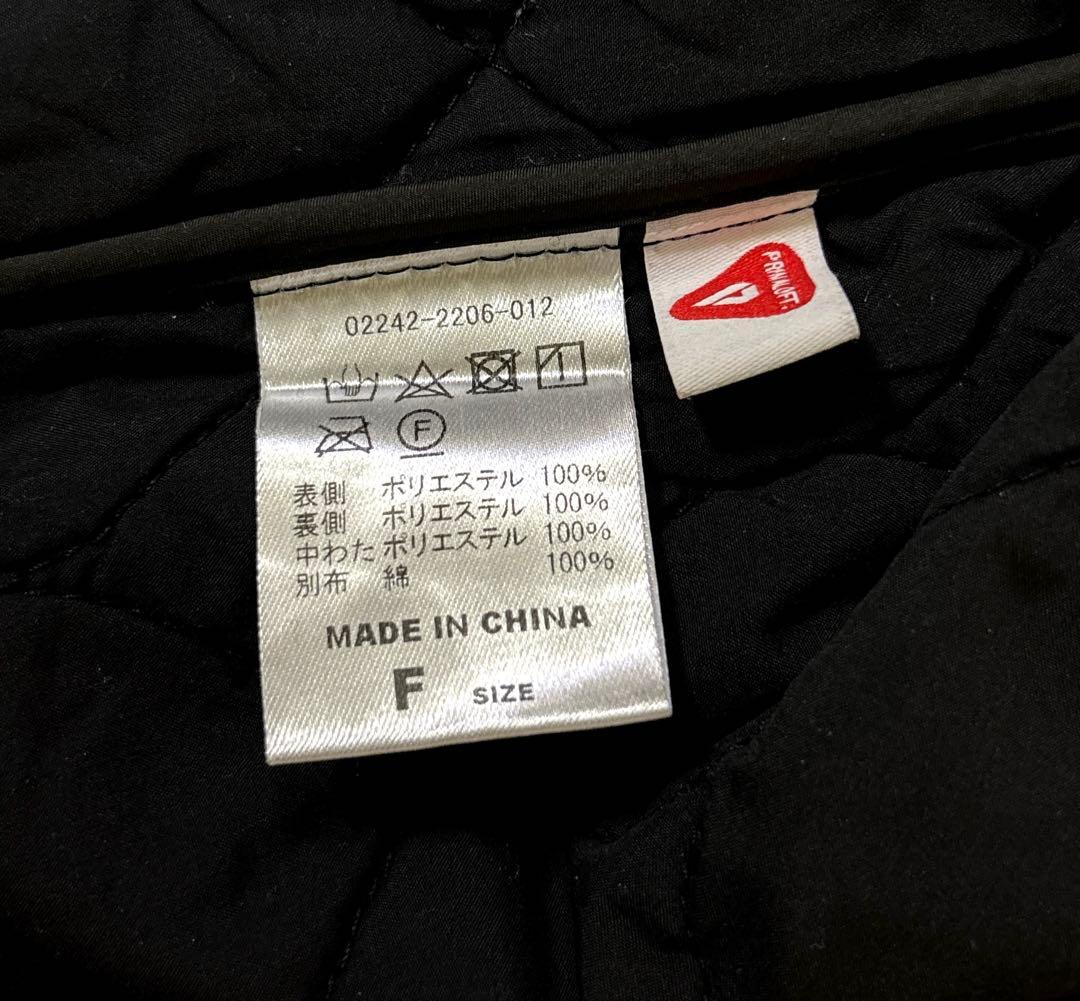 02242-2206-012
F
表側 ポリエステル 100%
裏側 ポリエステル 100%
中わた ポリエステル 100%
別布 綿 100%
MADE IN CHINA
F SIZE
PRIMALOFT